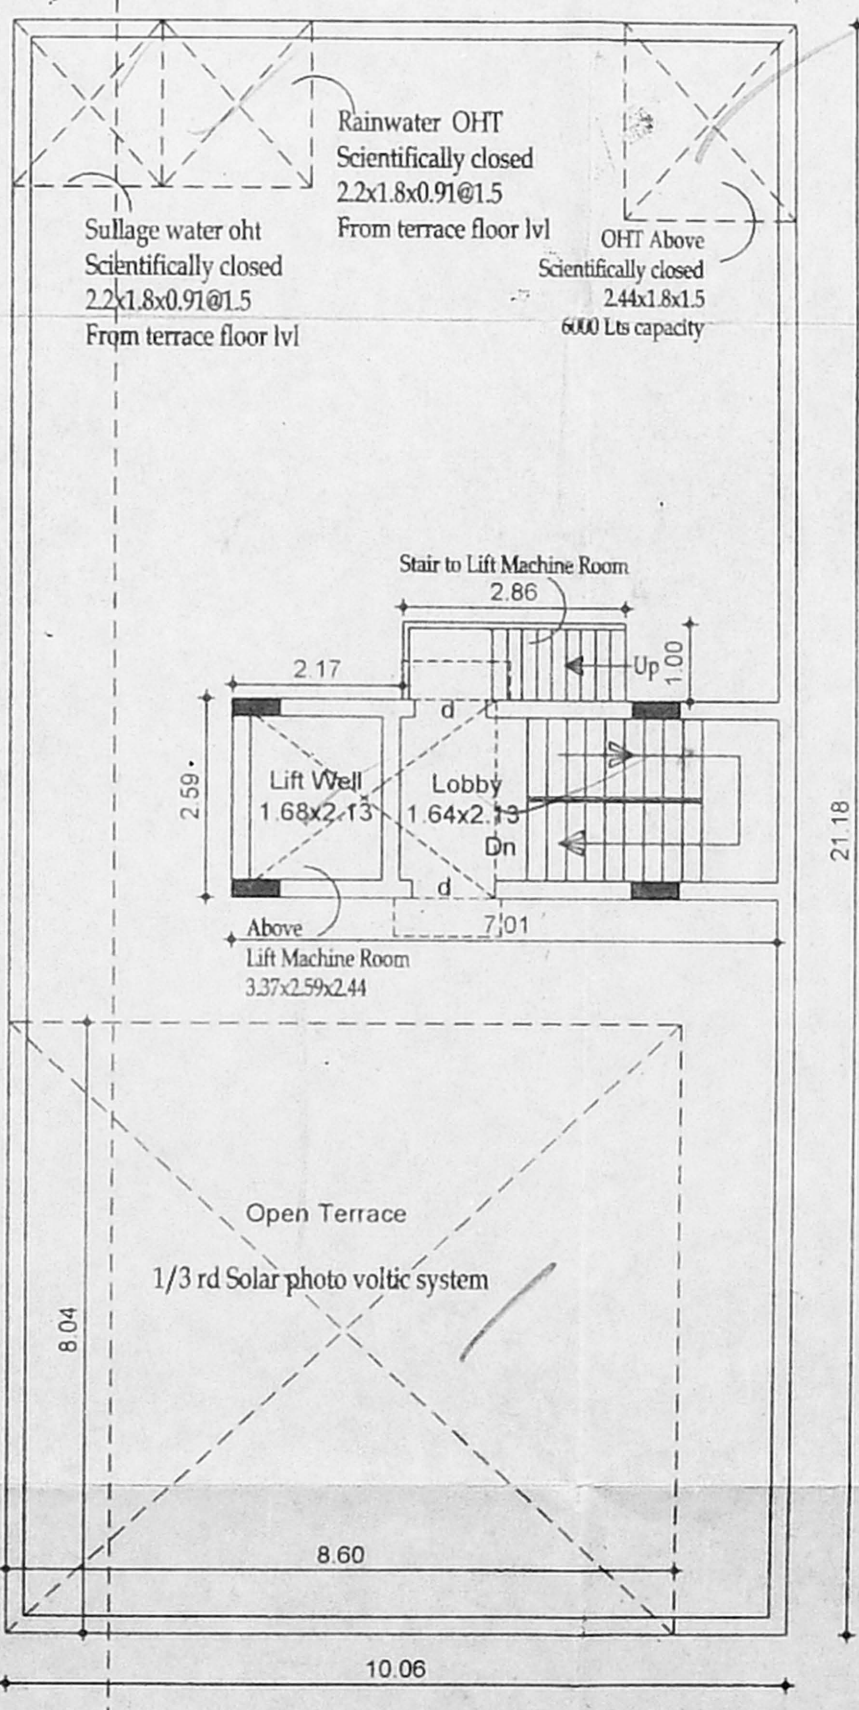 Rainwater OHT
Scientifically closed
2.2x1.8x0.91@1.5
From terrace floor lvl
Sullage water oht
Scientifically closed
2.2x1.8x0.91@1.5
From terrace floor lvl
OHT Above
Scientifically closed
2.44x1.8x1.5
6000 Lts capacity
Stair to Lift Machine Room
2.86
Up
1.00
2.17
d
2.59
Lift Well
1.68x2.13
Lobby
1.64x2.13
Dn
d
21.18
7.01
Above
Lift Machine Room
3.37x2.59x2.44
Open Terrace
1/3 rd Solar photo voltic system
8.04
8.60
10.06